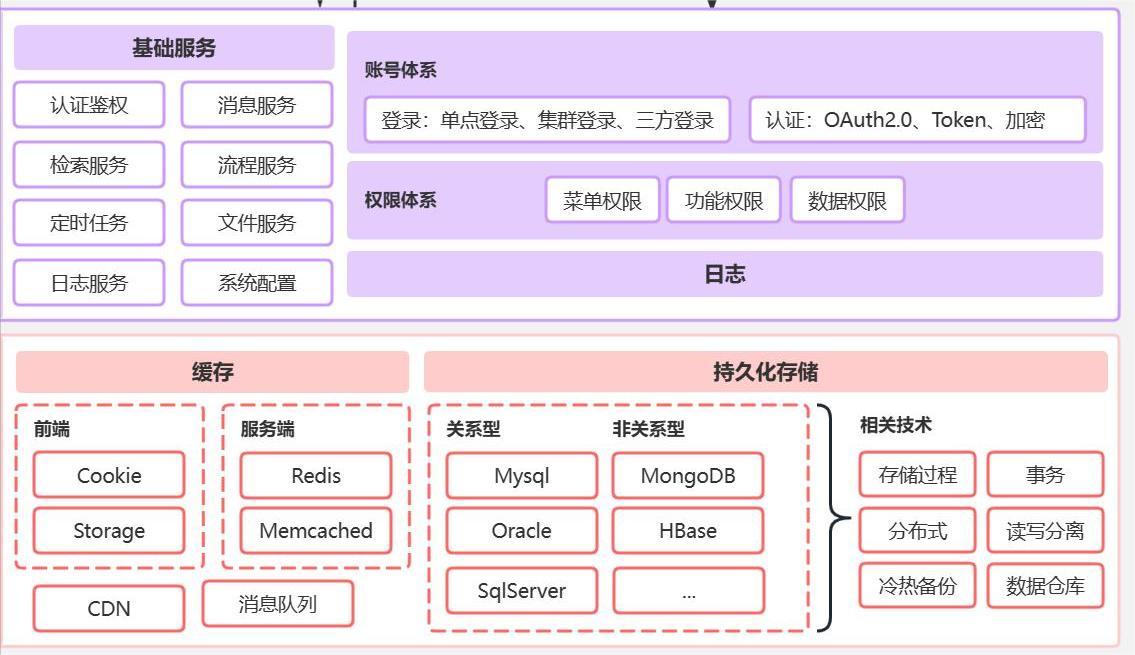 基础服务
认证鉴权
消息服务
检索服务
流程服务
定时任务
文件服务
日志服务
系统配置
账号体系
登录：单点登录、集群登录、三方登录
认证：OAuth2.0、Token、加密
权限体系
菜单权限
功能权限
数据权限
日志
缓存
前端
Cookie
Storage
服务端
Redis
Memcached
CDN
消息队列
持久化存储
关系型
Mysql
Oracle
SqlServer
非关系型
MongoDB
HBase
...
相关技术
存储过程
事务
分布式
读写分离
冷热备份
数据仓库